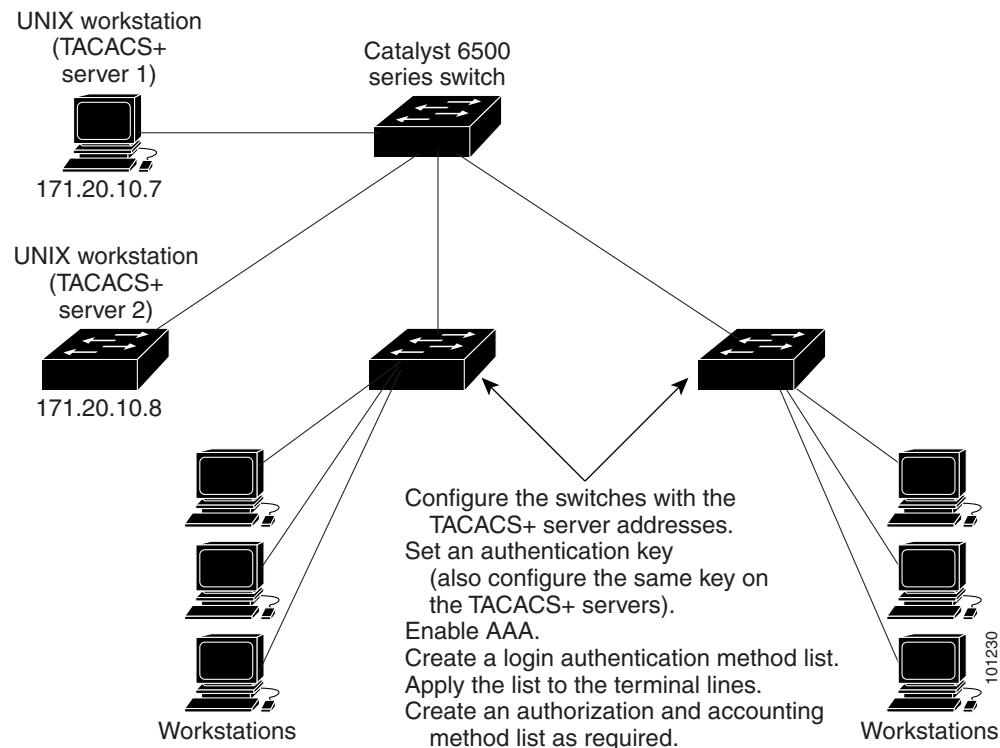 UNIX workstation
(TACACS+
server 1)
Catalyst 6500
series switch
171.20.10.7
UNIX workstation
(TACACS+
server 2)
171.20.10.8
Configure the switches with the
TACACS+ server addresses.
Set an authentication key
(also configure the same key on
the TACACS+ servers).
Enable AAA.
Create a login authentication method list.
Apply the list to the terminal lines.
Create an authorization and accounting
method list as required.
Workstations
Workstations
101230